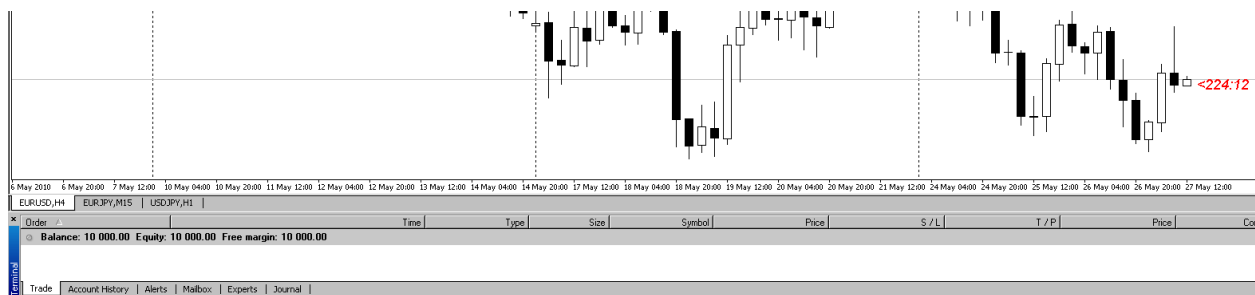 <224.12
6 May 2010 6 May 20:00 7 May 12:00 10 May 04:00 10 May 20:00 11 May 12:00 12 May 04:00 12 May 20:00 13 May 12:00 14 May 04:00 14 May 20:00 17 May 12:00 18 May 04:00 18 May 20:00 19 May 12:00 20 May 04:00 20 May 20:00 21 May 12:00 24 May 04:00 24 May 20:00 25 May 12:00 26 May 04:00 26 May 20:00 27 May 12:00
EURUSD,H4 EURJPY,M15 USDJPY,H1
Order Time Type Size Symbol Price S / L T / P Price Co
Balance: 10 000.00 Equity: 10 000.00 Free margin: 10 000.00
Terminal
Trade Account History Alerts Mailbox Experts Journal